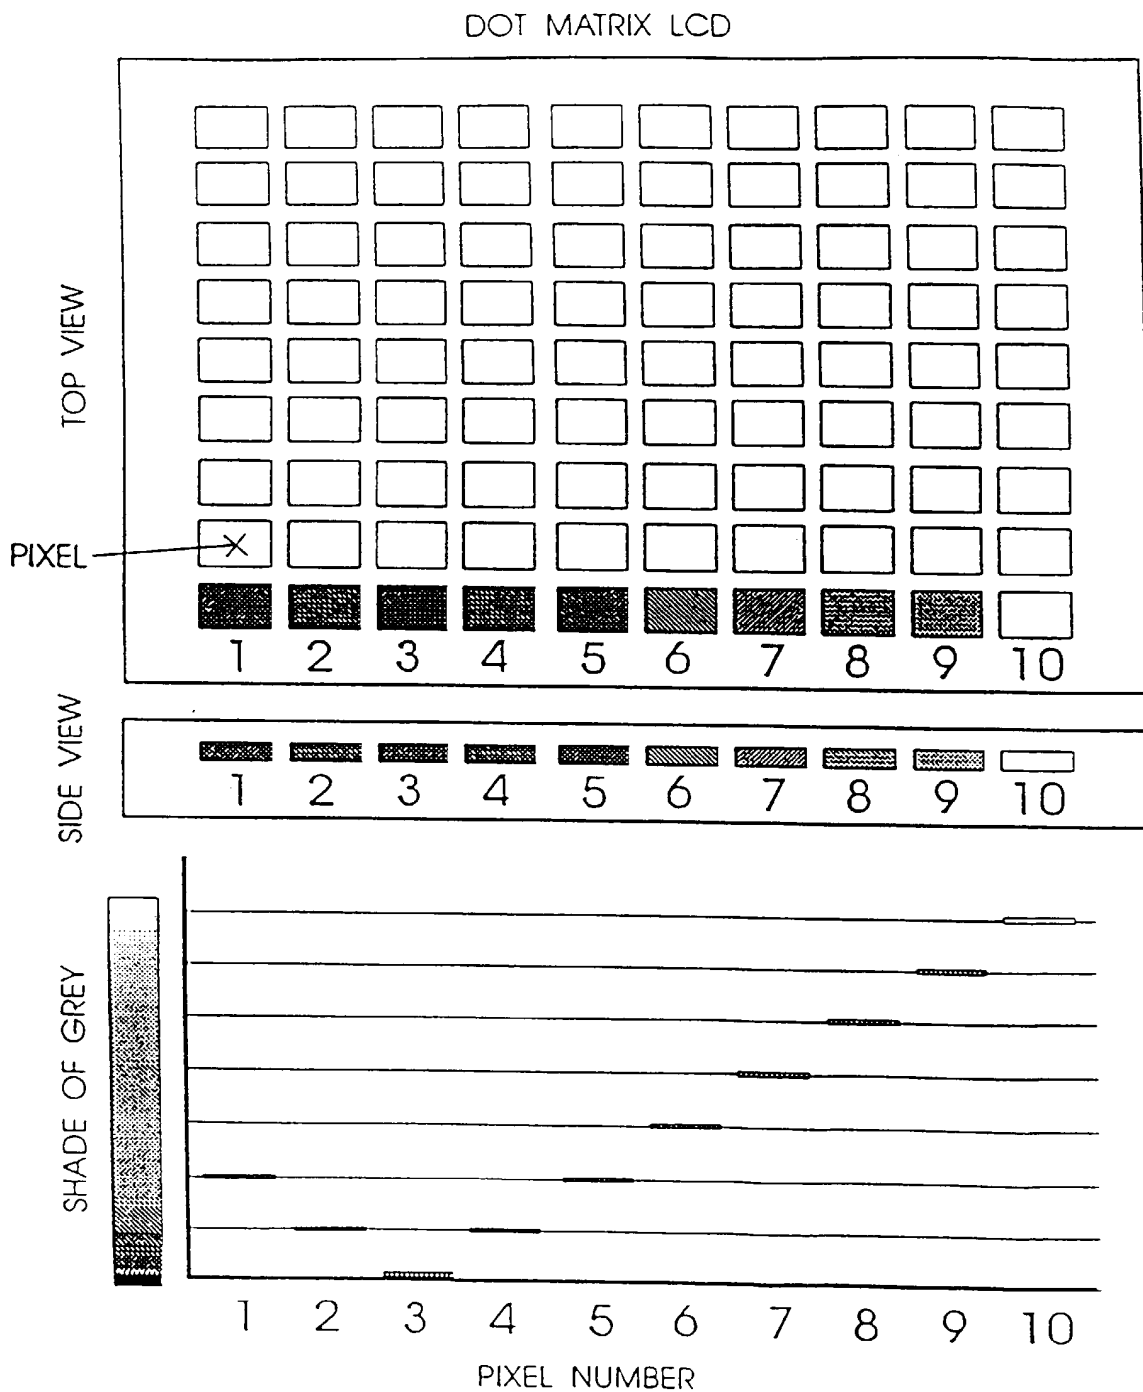 DOT MATRIX LCD
TOP VIEW
PIXEL
1 2 3 4 5 6 7 8 9 10
SIDE VIEW
1 2 3 4 5 6 7 8 9 10
SHADE OF GREY
1 2 3 4 5 6 7 8 9 10
PIXEL NUMBER